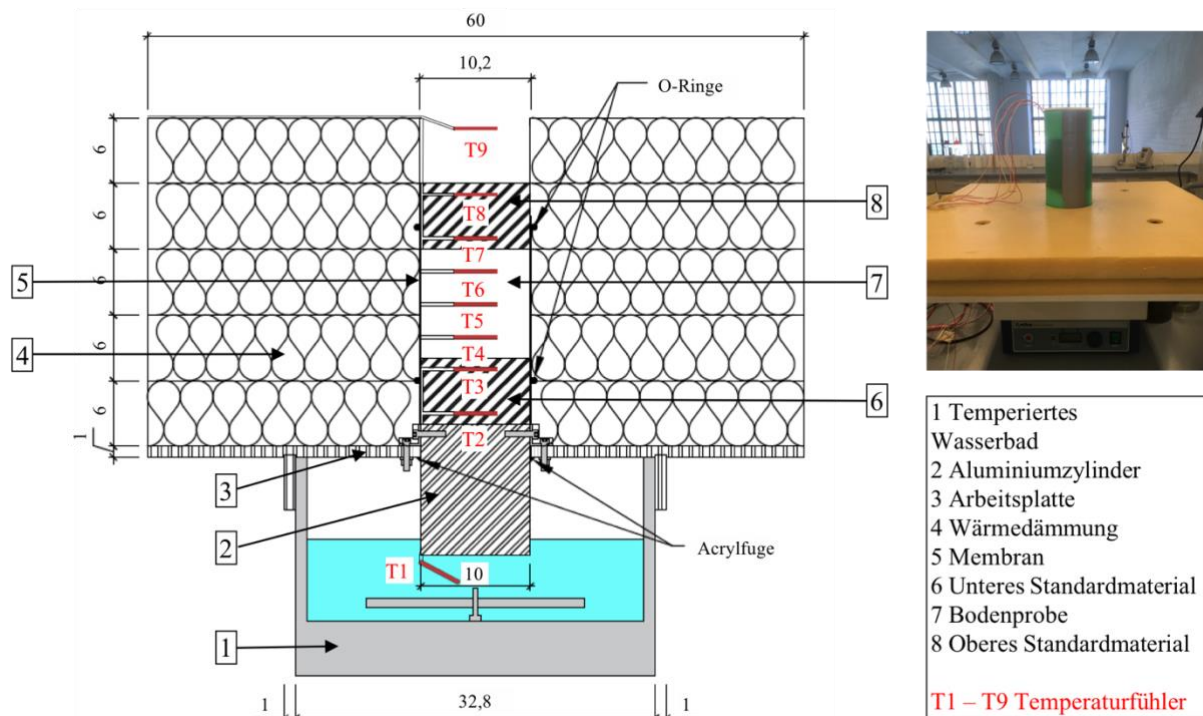 60
10,2
O-Ringe
6
6
6
6
6
1
T9
T8
T7
T6
T5
T4
T3
T2
T1
5
4
3
2
1
8
7
6
Acrylfuge
10
1
32,8
1
1 Temperiertes
Wasserbad
2 Aluminiumzylinder
3 Arbeitsplatte
4 Wärmedämmung
5 Membran
6 Unteres Standardmaterial
7 Bodenprobe
8 Oberes Standardmaterial
T1 – T9 Temperaturfühler